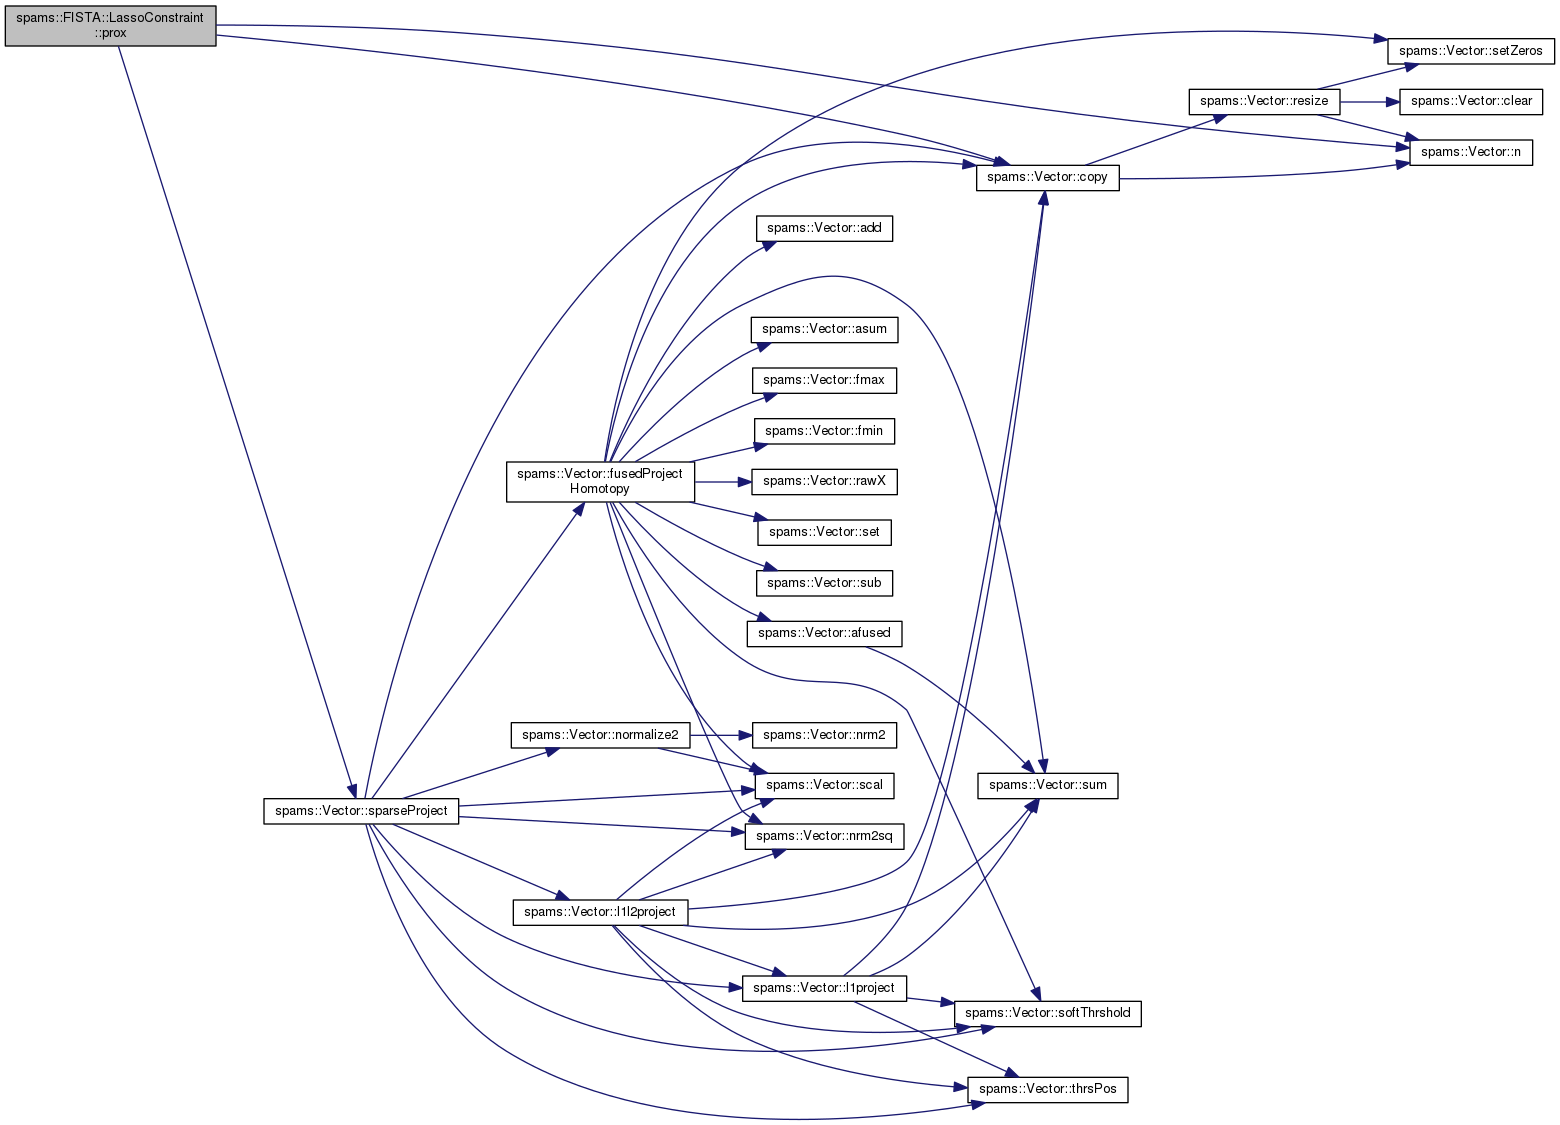 spams::FISTA::LassoConstraint
::prox
spams::Vector::setZeros
spams::Vector::resize
spams::Vector::clear
spams::Vector::n
spams::Vector::copy
spams::Vector::add
spams::Vector::asum
spams::Vector::fmax
spams::Vector::fmin
spams::Vector::fusedProject
Homotopy
spams::Vector::rawX
spams::Vector::set
spams::Vector::sub
spams::Vector::afused
spams::Vector::normalize2
spams::Vector::nrm2
spams::Vector::scal
spams::Vector::sum
spams::Vector::sparseProject
spams::Vector::nrm2sq
spams::Vector::l1l2project
spams::Vector::l1project
spams::Vector::softThrshold
spams::Vector::thrsPos